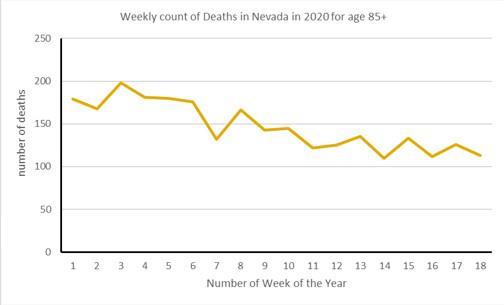 Weekly count of Deaths in Nevada in 2020 for age 85+
250
200
150
100
50
0
number of deaths
1 2 3 4 5 6 7 8 9 10 11 12 13 14 15 16 17 18
Number of Week of the Year